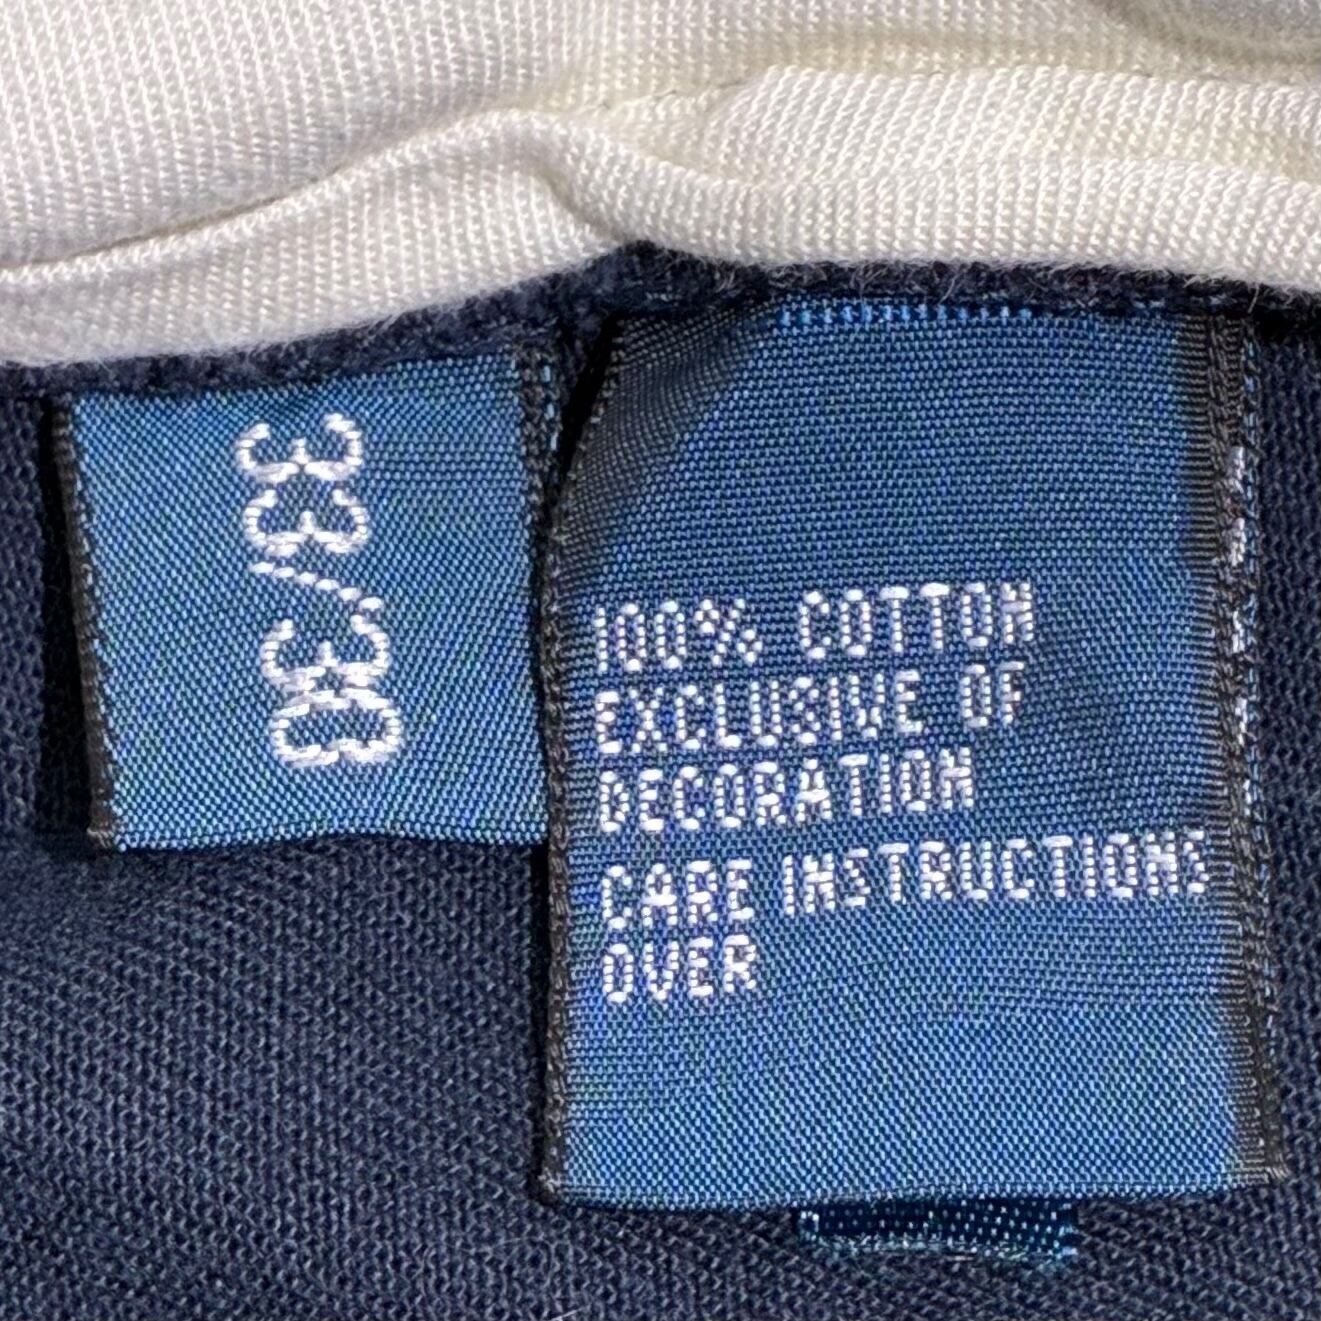 33/30
100% COTTON
EXCLUSIVE OF
DECORATION
CARE INSTRUCTIONS
OVER